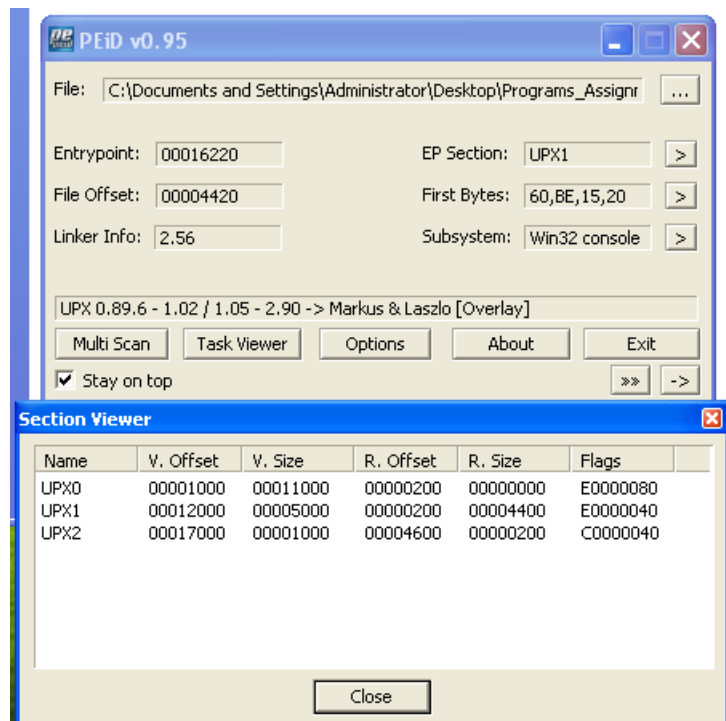 PEiD v0.95
File: C:\Documents and Settings\Administrator\Desktop\Programs_Assignr ...
Entrypoint: 00016220 EP Section: UPX1 >
File Offset: 00004420 First Bytes: 60,BE,15,20 >
Linker Info: 2.56 Subsystem: Win32 console >
UPX 0.89.6 - 1.02 / 1.05 - 2.90 -> Markus & Laszlo [Overlay]
Multi Scan Task Viewer Options About Exit
Stay on top »» ->
Section Viewer
Name V. Offset V. Size R. Offset R. Size Flags
UPX0 00001000 00011000 00000200 00000000 E0000080
UPX1 00012000 00005000 00000200 00004400 E0000040
UPX2 00017000 00001000 00004600 00000200 C0000040
Close